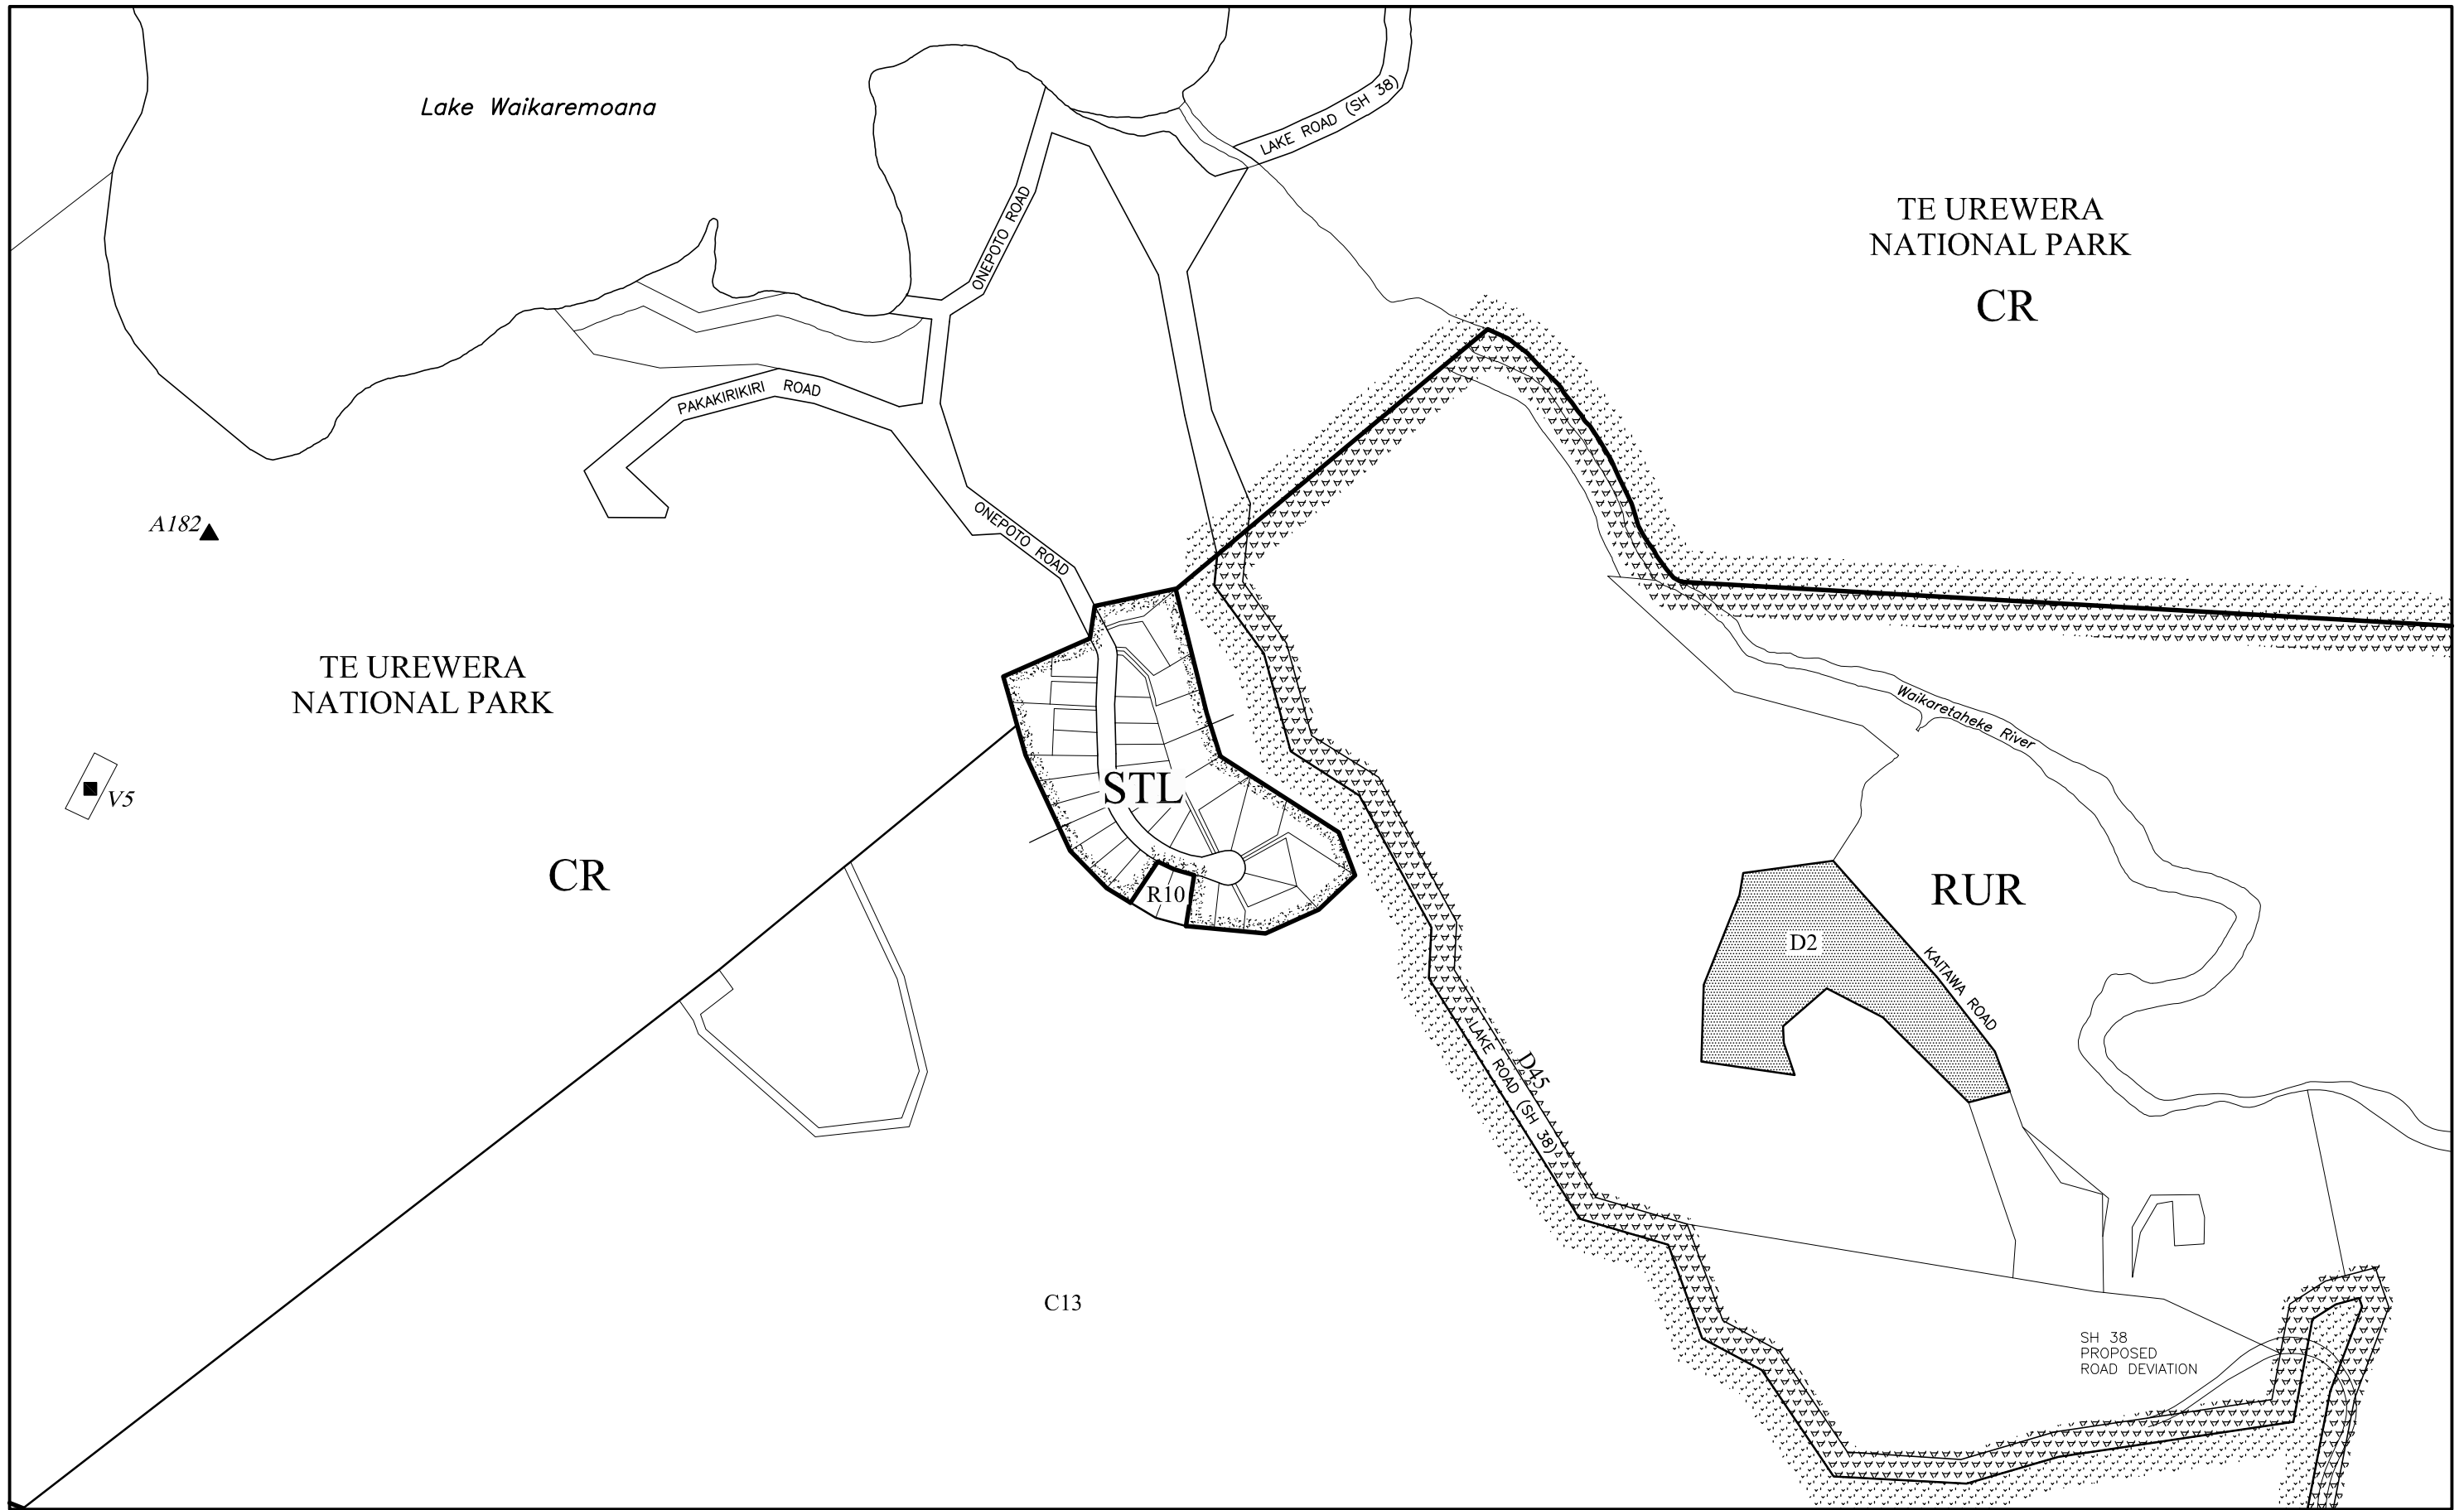 Lake Waikaremoana
LAKE ROAD (SH 38)
TE UREWERA
NATIONAL PARK
CR
ONEPOTO ROAD
PAKAKIRIKIRI ROAD
A182
ONEPOTO ROAD
TE UREWERA
NATIONAL PARK
Waikaretaheke River
STL
V5
CR
R10
RUR
D2
KAITAWA ROAD
D45
LAKE ROAD (SH 38)
C13
SH 38
PROPOSED
ROAD DEVIATION